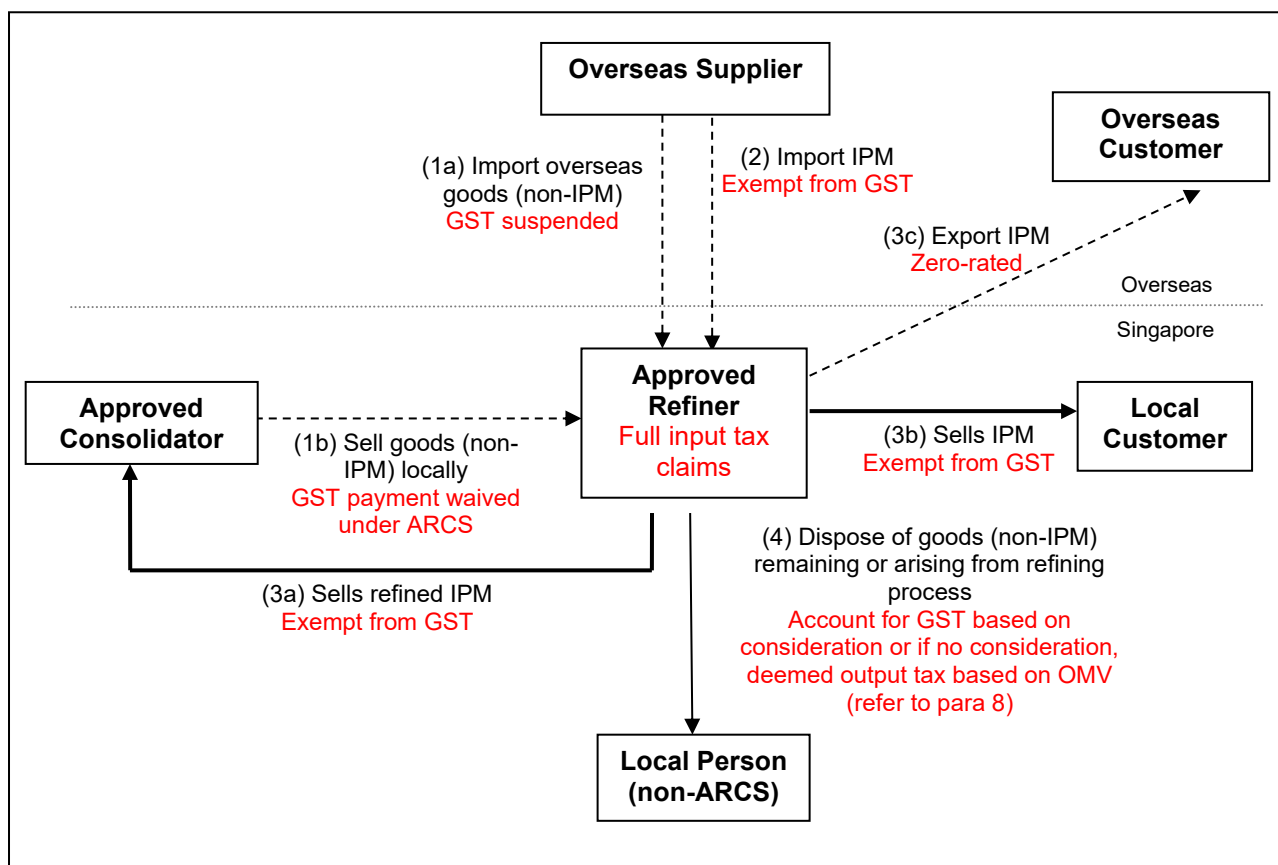 Overseas Supplier
Overseas
Customer
(1a) Import overseas
goods (non-IPM)
GST suspended
(2) Import IPM
Exempt from GST
(3c) Export IPM
Zero-rated
Overseas
Singapore
Approved
Consolidator
(1b) Sell goods (non-
IPM) locally
GST payment waived
under ARCS
Approved
Refiner
Full input tax
claims
(3b) Sells IPM
Exempt from GST
Local
Customer
(3a) Sells refined IPM
Exempt from GST
(4) Dispose of goods (non-IPM)
remaining or arising from refining
process
Account for GST based on
consideration or if no consideration,
deemed output tax based on OMV
(refer to para 8)
Local Person
(non-ARCS)